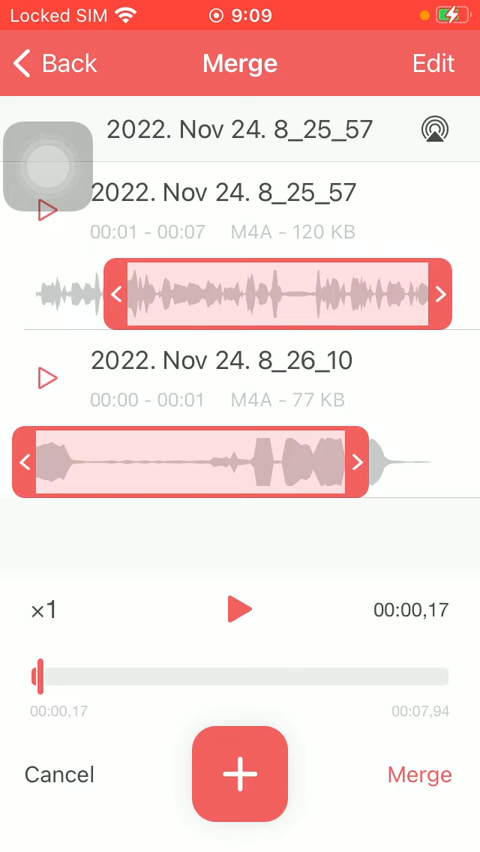 Locked SIM 9:09
Back Merge Edit
2022. Nov 24. 8_25_57
2022. Nov 24. 8_25_57
00:01 - 00:07 M4A - 120 KB
2022. Nov 24. 8_26_10
00:00 - 00:01 M4A - 77 KB
×1 00:00,17
00:00,17 00:07,94
Cancel + Merge